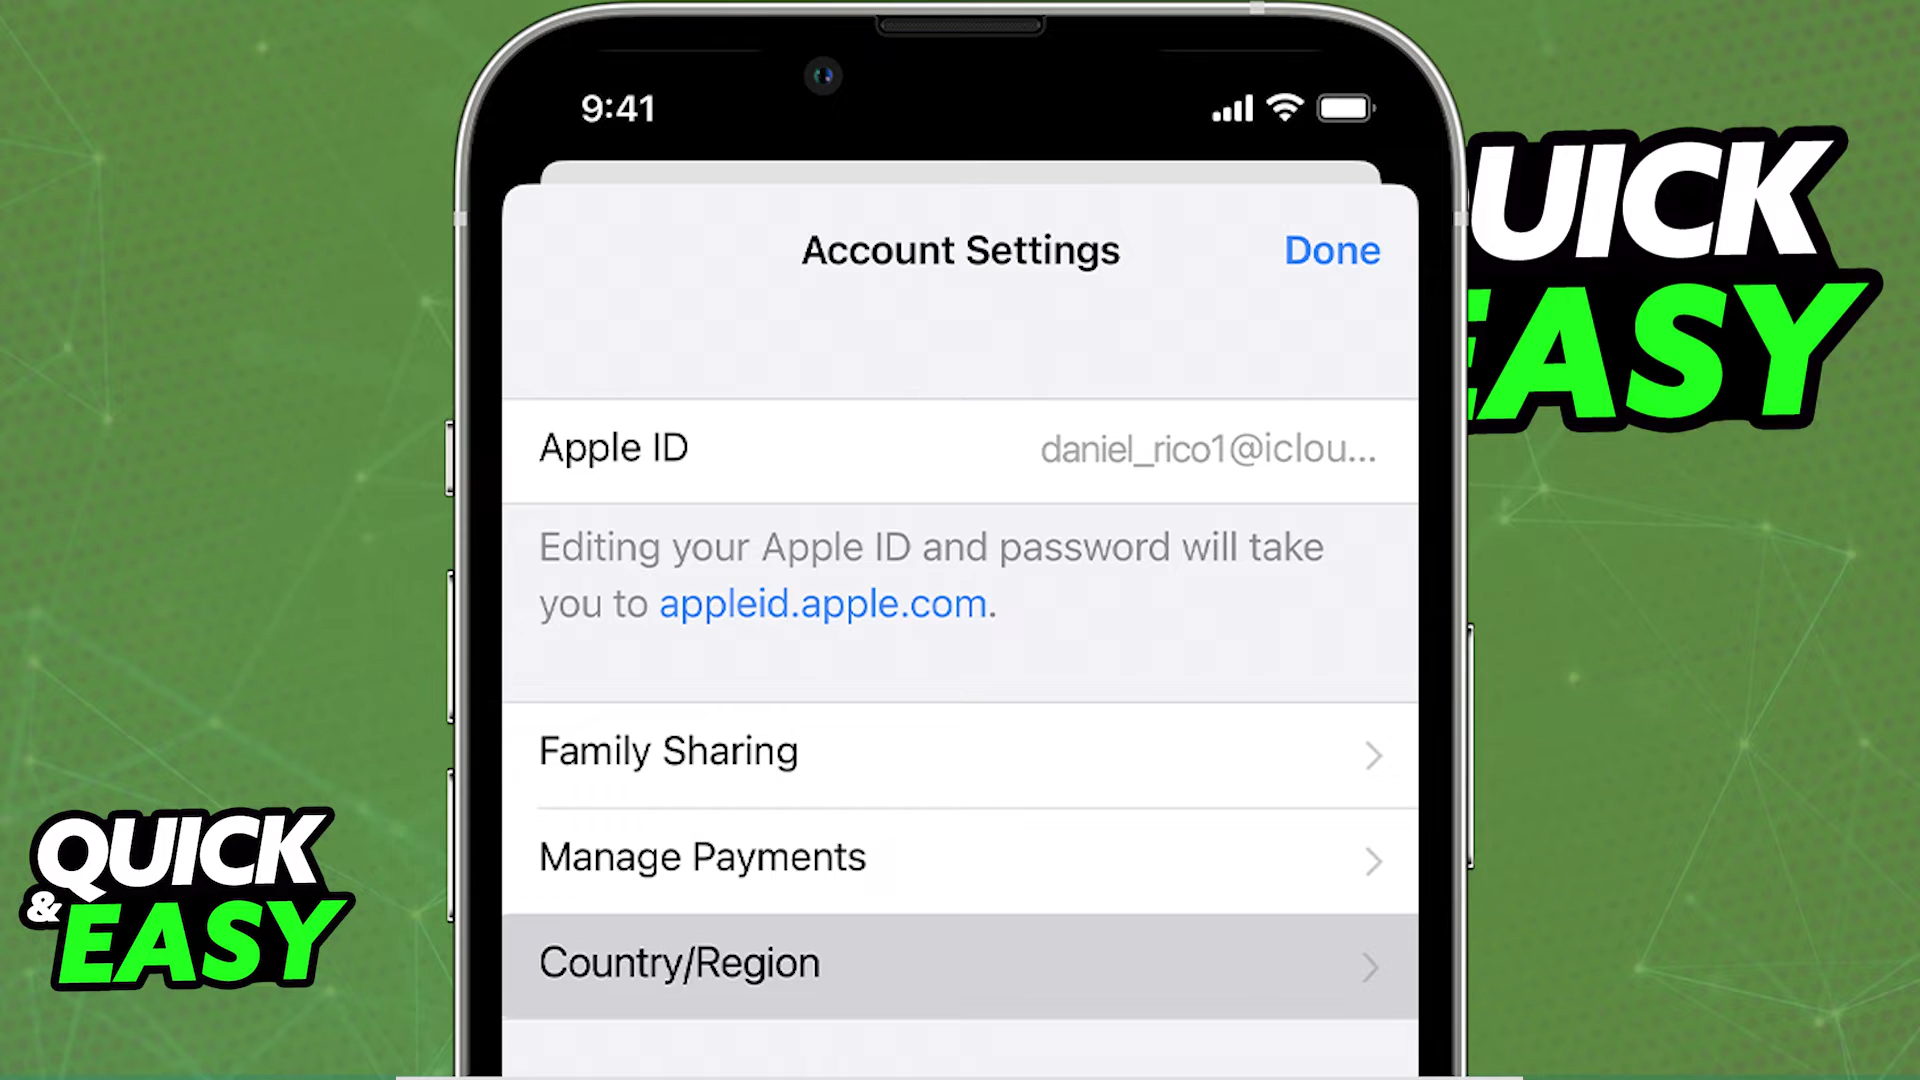 9:41
Account Settings
Done
UICK
EASY
Apple ID
daniel_rico1@iclou...
Editing your Apple ID and password will take
you to appleid.apple.com.
Family Sharing
Manage Payments
Country/Region
QUICK
&EASY